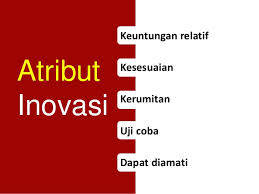 Atribut
Inovasi
Keuntungan relatif
Kesesuaian
Kerumitan
Uji coba
Dapat diamati